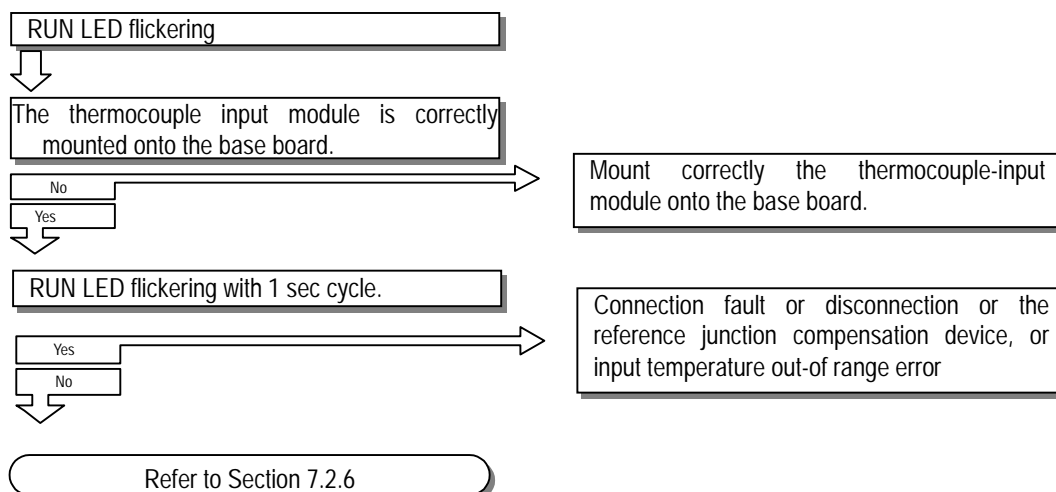 RUN LED flickering
The thermocouple input module is correctly
mounted onto the base board.
No
Mount correctly the thermocouple-input
module onto the base board.
Yes
RUN LED flickering with 1 sec cycle.
Connection fault or disconnection or the
reference junction compensation device, or
input temperature out-of range error
Yes
No
Refer to Section 7.2.6